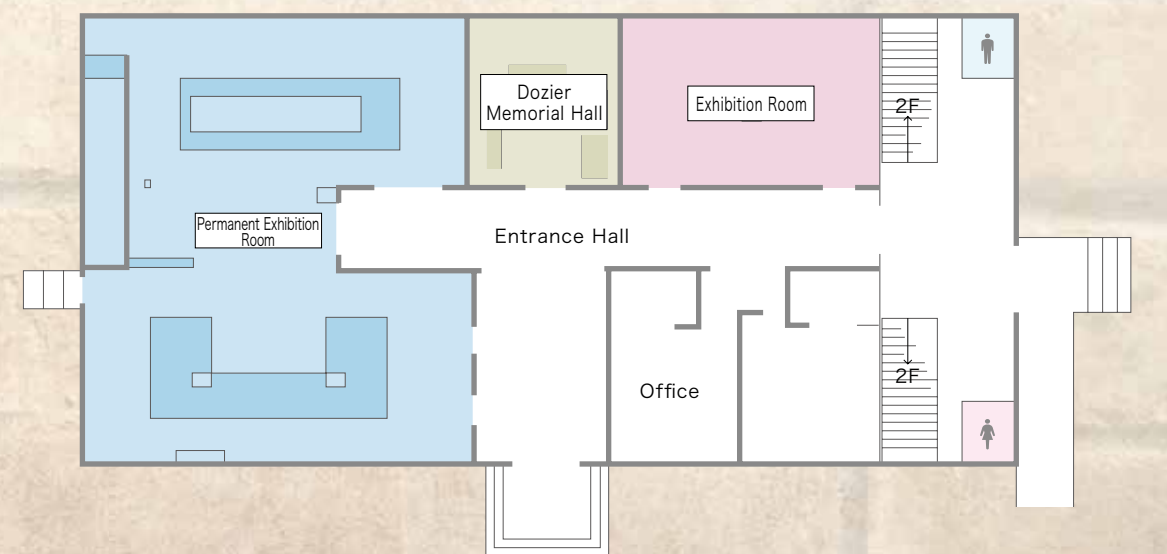 Dozier
Memorial Hall
Exhibition Room
2F
Permanent Exhibition
Room
Entrance Hall
Office
2F